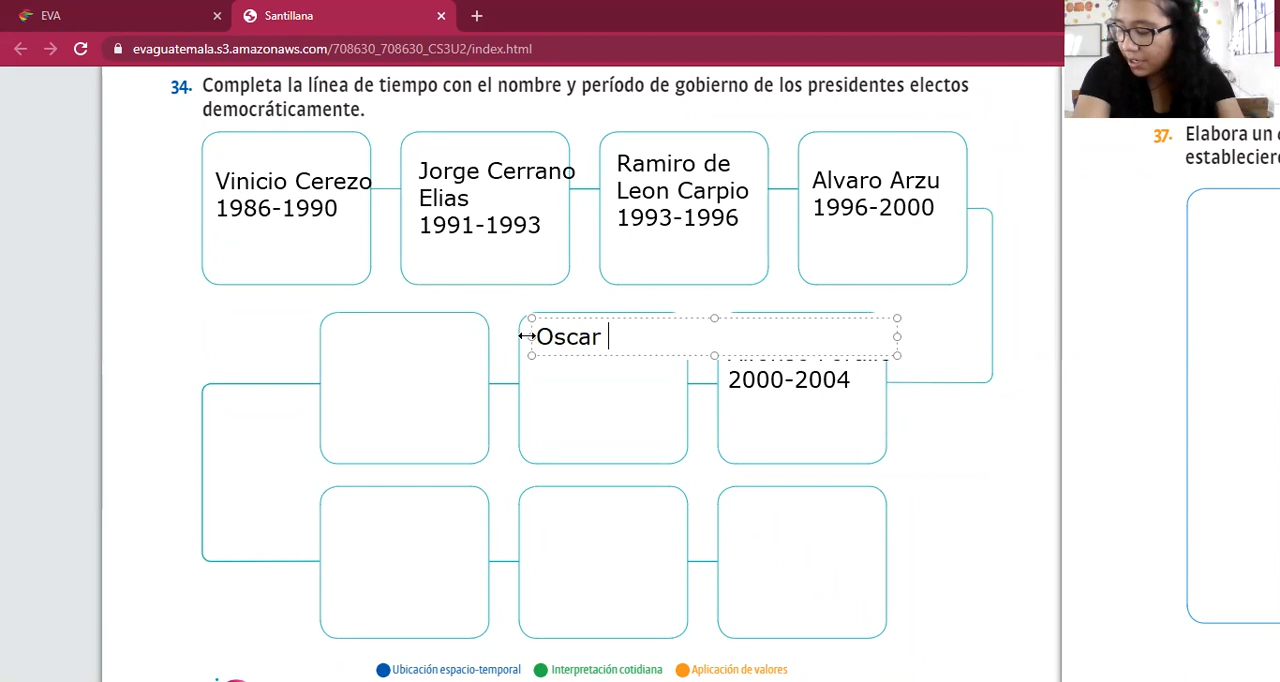 EVA
Santillana
evaguatemala.s3.amazonaws.com/708630_708630_CS3U2/index.html
34. Completa la línea de tiempo con el nombre y período de gobierno de los presidentes electos
democráticamente.
Vinicio Cerezo
1986-1990
Jorge Cerrano
Elias
1991-1993
Ramiro de
Leon Carpio
1993-1996
Alvaro Arzu
1996-2000
Oscar
2000-2004
37. Elabora un
establecier
Ubicación espacio-temporal
Interpretación cotidiana
Aplicación de valores